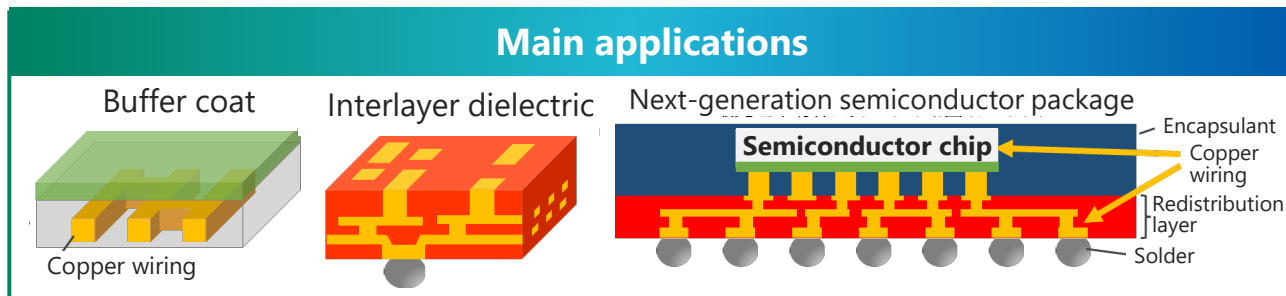 Main applications
Buffer coat
Interlayer dielectric
Next-generation semiconductor package
Copper wiring
Semiconductor chip
Encapsulant
Copper
wiring
Redistribution
layer
Solder